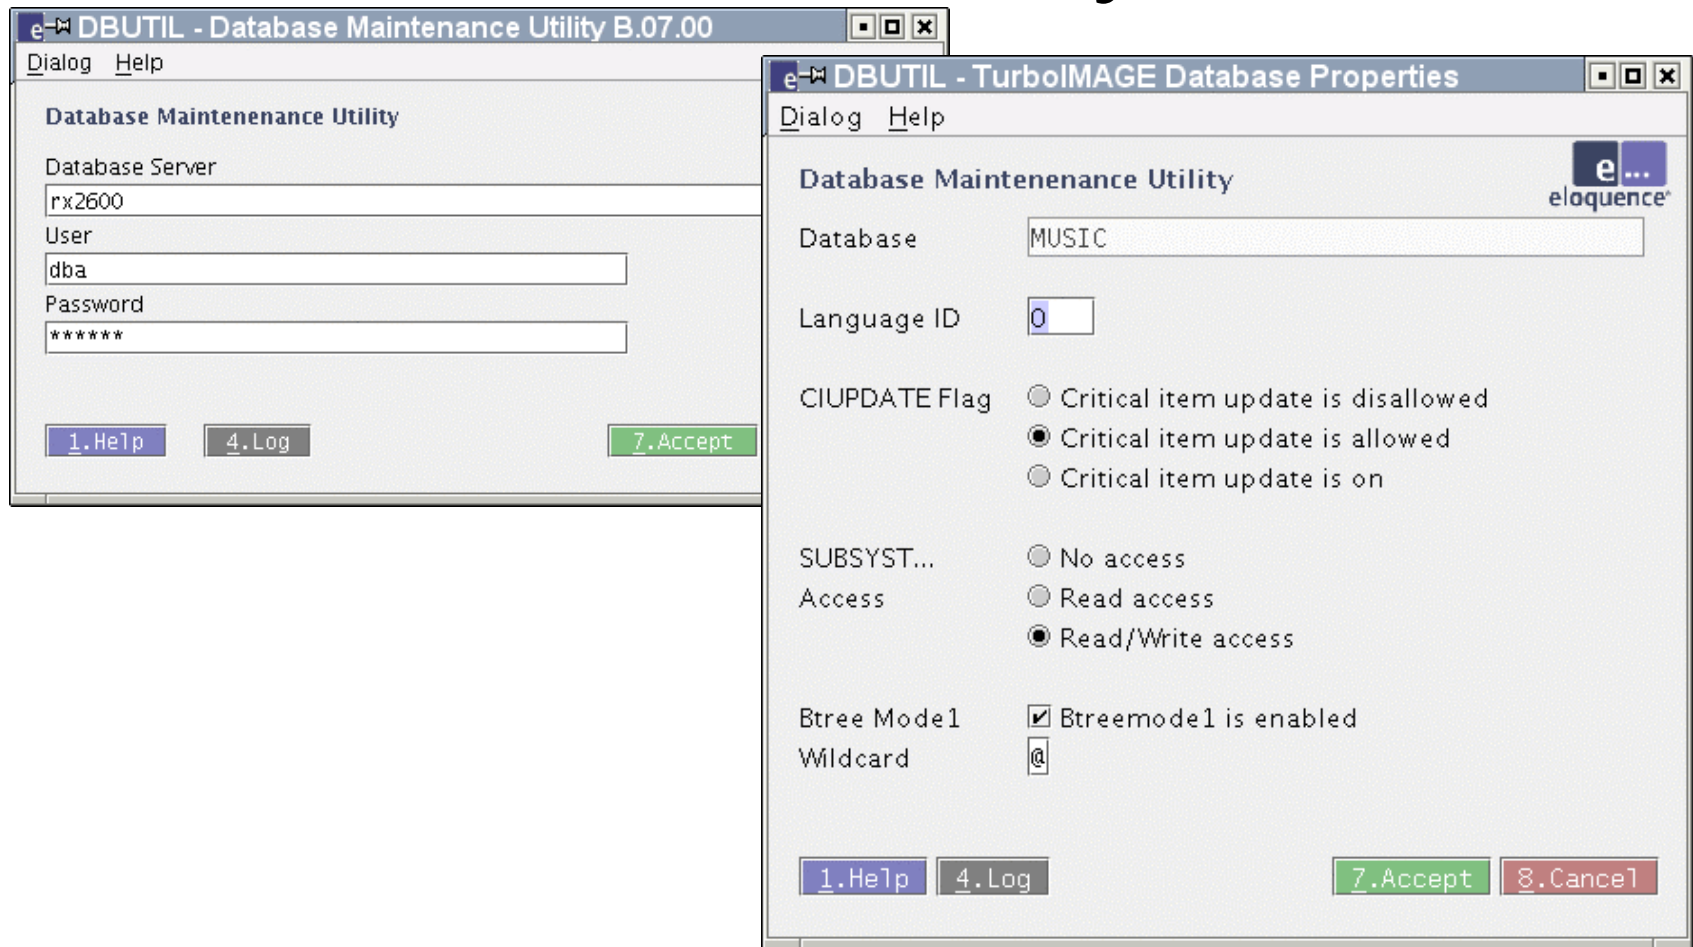 DBUTIL - Database Maintenance Utility B.07.00
Dialog Help
Database Maintenenance Utility
Database Server
rx2600
User
dba
Password
******
1.Help 4.Log 7.Accept
DBUTIL - TurboIMAGE Database Properties
Dialog Help
e...
eloquence
Database Maintenenance Utility
Database MUSIC
Language ID 0
CIUPDATE Flag Critical item update is disallowed
Critical item update is allowed
Critical item update is on
SUBSYST... No access
Access Read access
Read/Write access
Btree Mode1 Btreemode1 is enabled
Wildcard @
1.Help 4.Log 7.Accept 8.Cancel